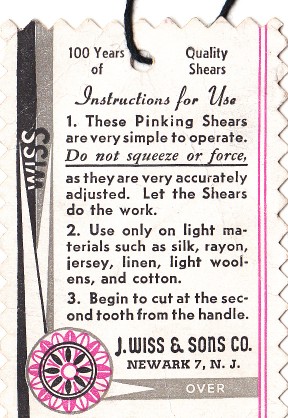 100 Years of
Quality Shears
Instructions for Use
1. These Pinking Shears
are very simple to operate.
Do not squeeze or force,
as they are very accurately
adjusted. Let the Shears
do the work.
2. Use only on light ma-
terials such as silk, rayon,
jersey, linen, light wool-
ens, and cotton.
3. Begin to cut at the sec-
ond tooth from the handle.
WISS
J. WISS & SONS CO.
NEWARK 7, N. J.
OVER